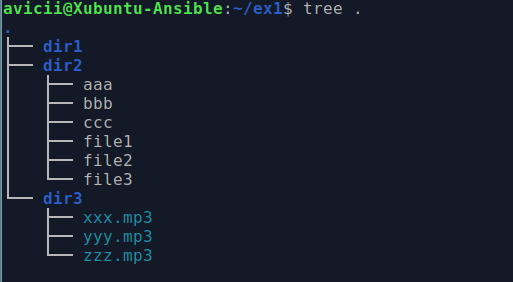 avicii@Xubuntu-Ansible:~/ex1$ tree .
.
├── dir1
├── dir2
│   ├── aaa
│   ├── bbb
│   ├── ccc
│   ├── file1
│   ├── file2
│   └── file3
└── dir3
    ├── xxx.mp3
    ├── yyy.mp3
    └── zzz.mp3